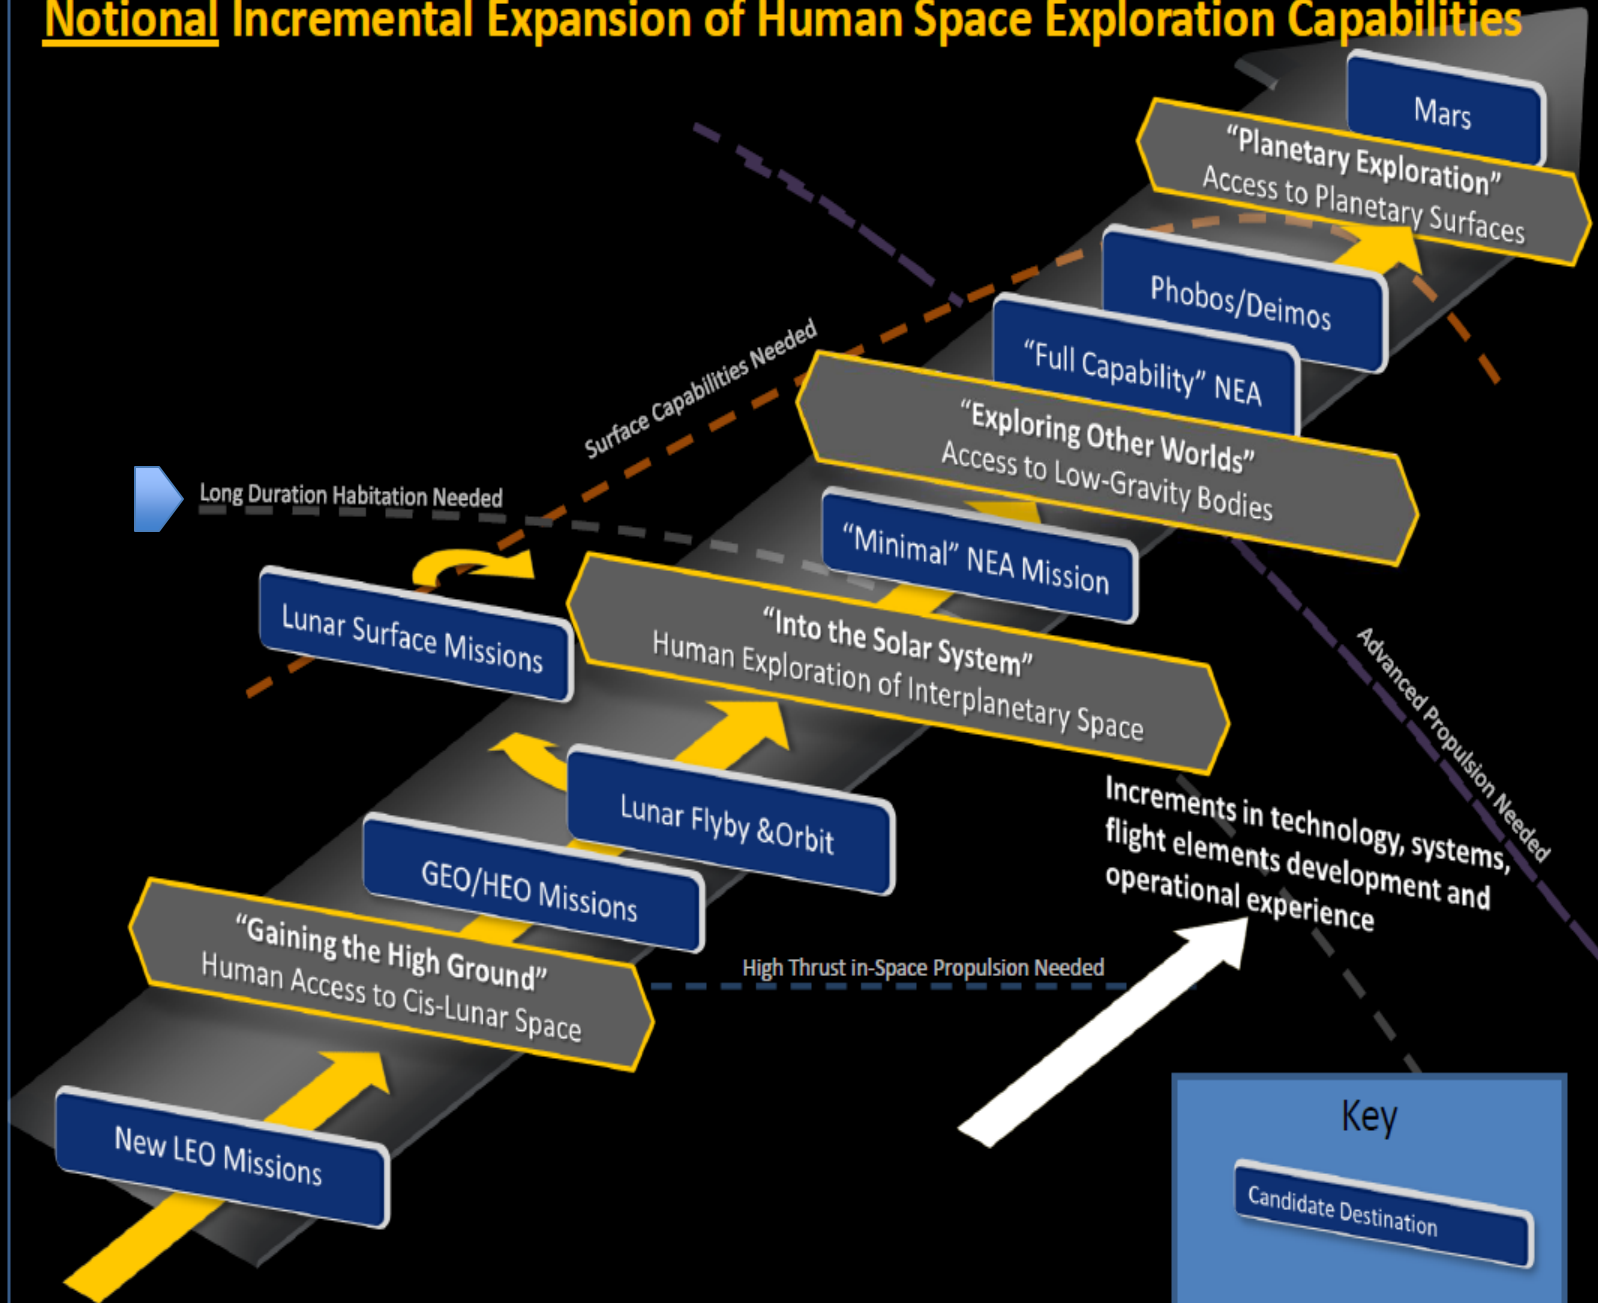 Notional Incremental Expansion of Human Space Exploration Capabilities
Mars
“Planetary Exploration”
Access to Planetary Surfaces
Phobos/Deimos
“Full Capability” NEA
Surface Capabilities Needed
“Exploring Other Worlds”
Access to Low-Gravity Bodies
Long Duration Habitation Needed
“Minimal” NEA Mission
Lunar Surface Missions
“Into the Solar System”
Human Exploration of Interplanetary Space
Advanced Propulsion Needed
Lunar Flyby &Orbit
Increments in technology, systems,
flight elements development and
operational experience
GEO/HEO Missions
“Gaining the High Ground”
Human Access to Cis-Lunar Space
High Thrust in-Space Propulsion Needed
New LEO Missions
Key
Candidate Destination